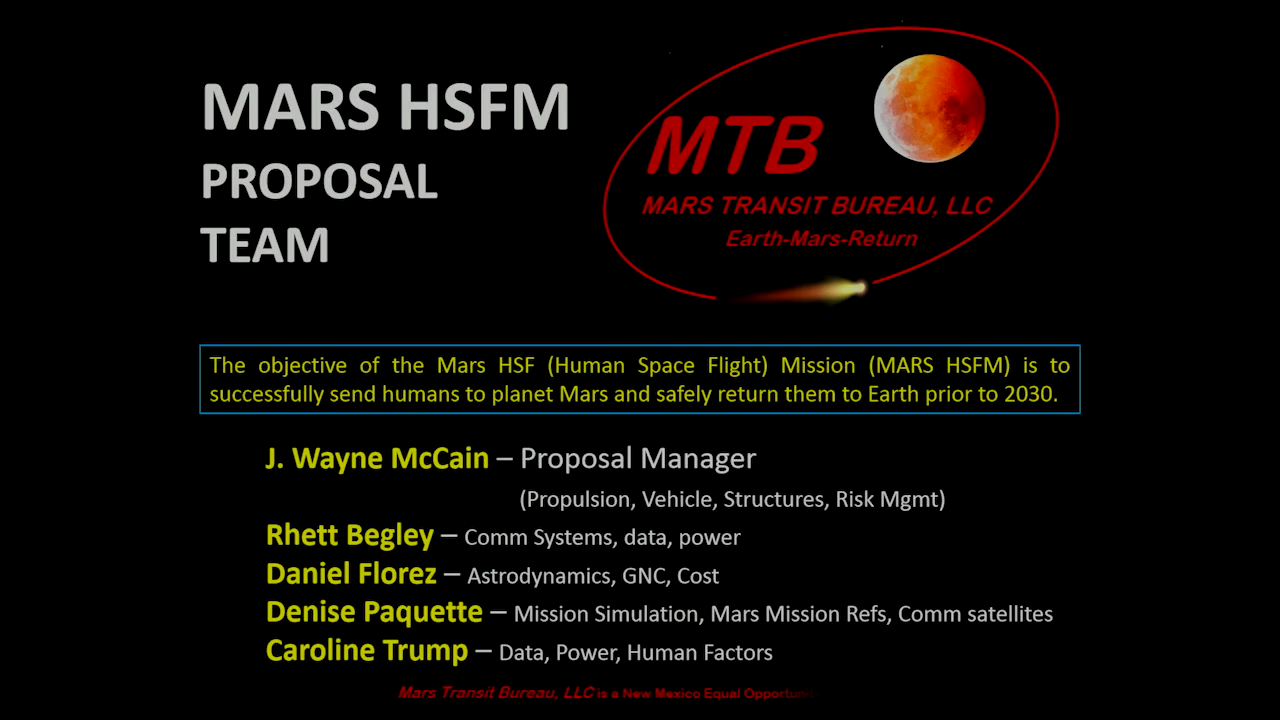 MARS HSFM
PROPOSAL
TEAM
MTB
MARS TRANSIT BUREAU, LLC
Earth-Mars-Return
The objective of the Mars HSF (Human Space Flight) Mission (MARS HSFM) is to
successfully send humans to planet Mars and safely return them to Earth prior to 2030.
J. Wayne McCain – Proposal Manager
(Propulsion, Vehicle, Structures, Risk Mgmt)
Rhett Begley – Comm Systems, data, power
Daniel Florez – Astrodynamics, GNC, Cost
Denise Paquette – Mission Simulation, Mars Mission Refs, Comm satellites
Caroline Trump – Data, Power, Human Factors
Mars Transit Bureau, LLC is a New Mexico Equal